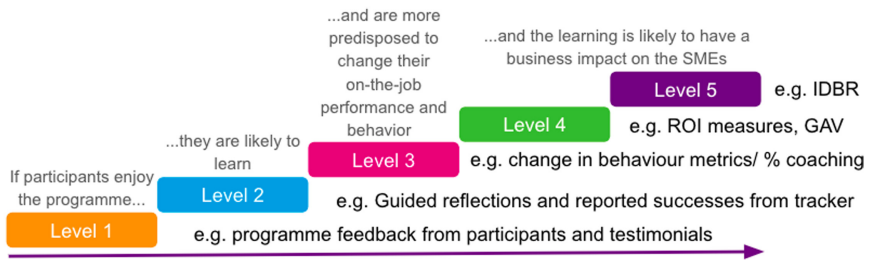 ...and are more
predisposed to
change their
on-the-job
performance and
behavior
...and the learning is likely to have a
business impact on the SMEs
Level 5
e.g. IDBR
Level 4
e.g. ROI measures, GAV
...they are likely to
learn
Level 3
e.g. change in behaviour metrics/ % coaching
If participants enjoy
the programme...
Level 2
e.g. Guided reflections and reported successes from tracker
Level 1
e.g. programme feedback from participants and testimonials